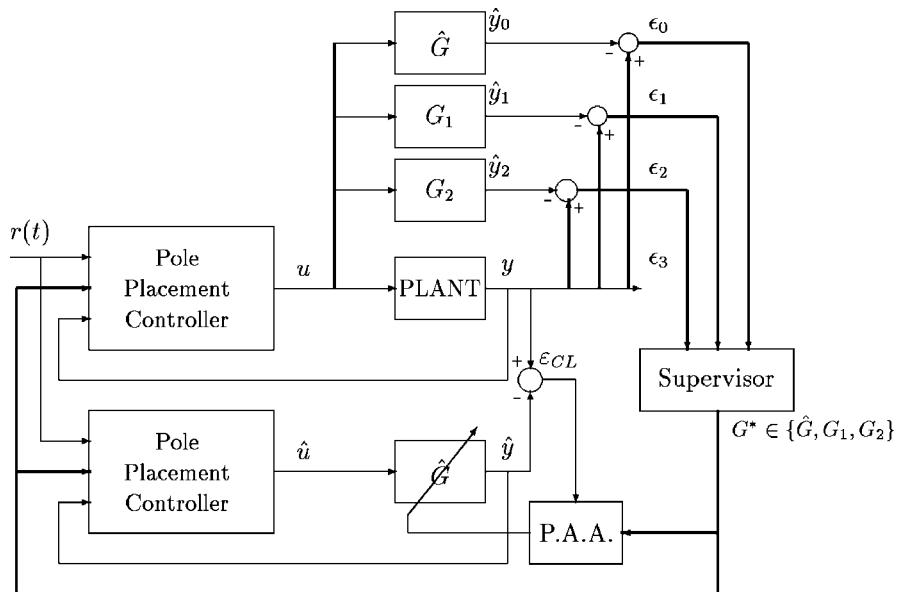 Ĝ ŷ₀ - + ϵ₀
G₁ ŷ₁ - + ϵ₁
G₂ ŷ₂ - + ϵ₂
r(t)
Pole
Placement
Controller
u
PLANT
y
ϵ₃
+ ε_CL
-
Supervisor
G* ∈ {Ĝ, G₁, G₂}
Pole
Placement
Controller
û
Ĝ
ŷ
P.A.A.